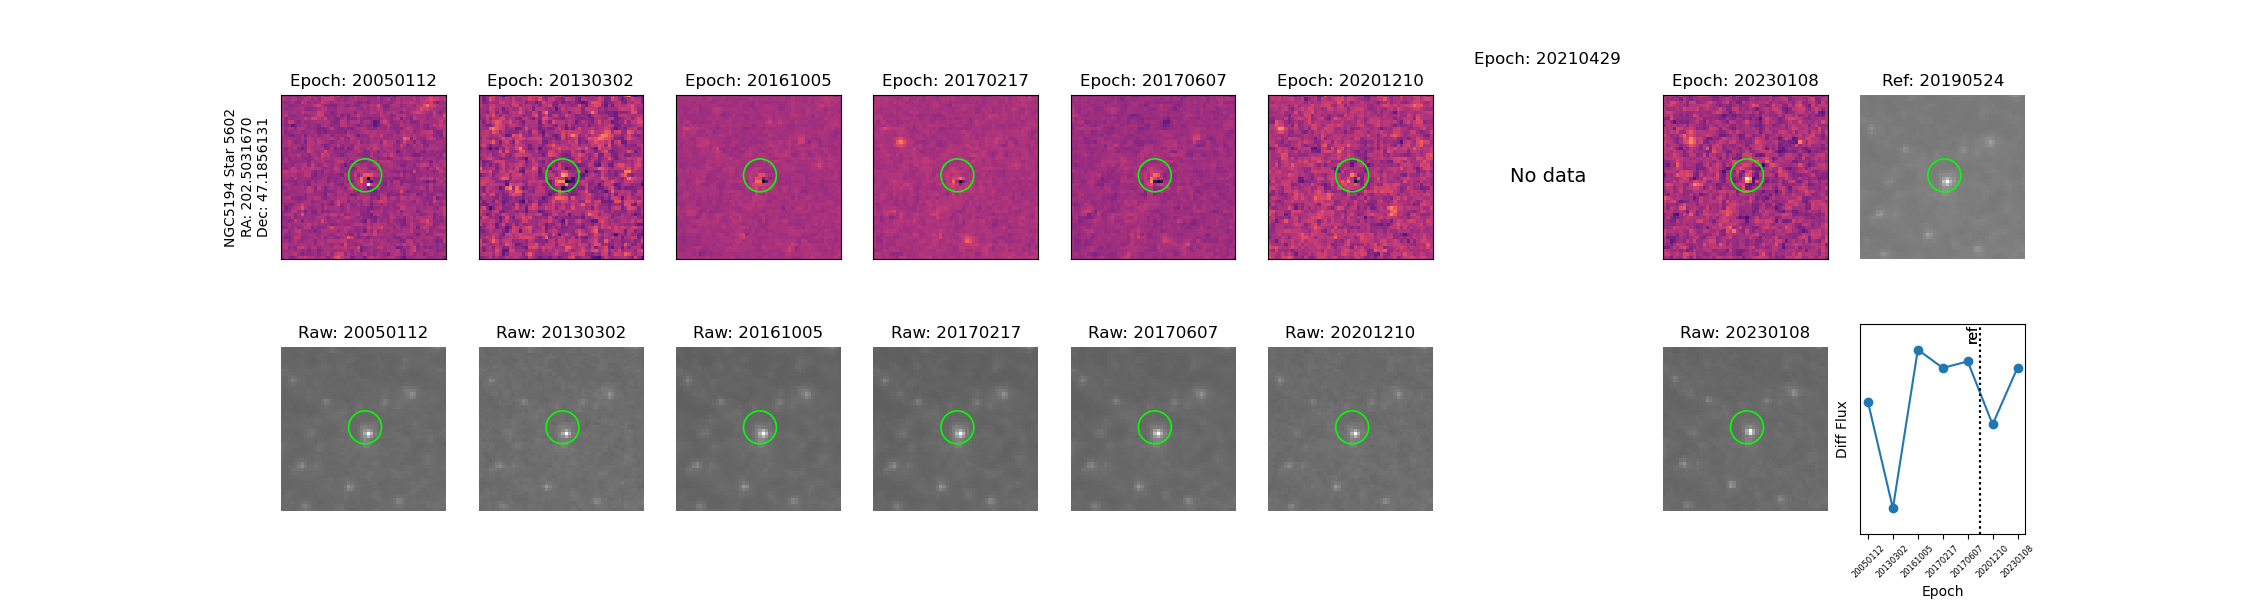 Epoch: 20210429
Epoch: 20050112
Epoch: 20130302
Epoch: 20161005
Epoch: 20170217
Epoch: 20170607
Epoch: 20201210
Epoch: 20230108
Ref: 20190524
NGC5194 Star 5602
RA: 202.5031670
Dec: 47.1856131
No data
Raw: 20050112
Raw: 20130302
Raw: 20161005
Raw: 20170217
Raw: 20170607
Raw: 20201210
Raw: 20230108
ref
Diff Flux
20050112
20130302
20161005
20170217
20170607
20201210
20230108
Epoch